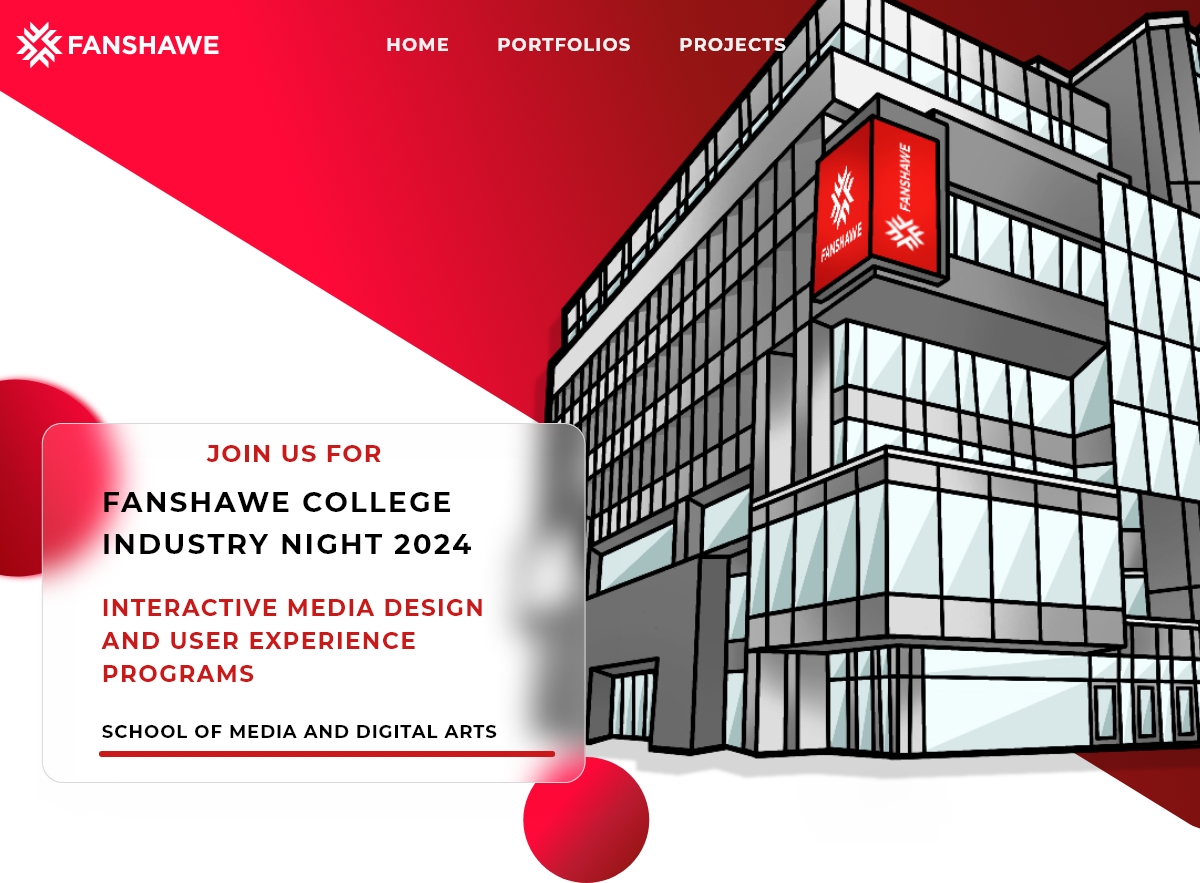 FANSHAWE
HOME PORTFOLIOS PROJECTS
FANSHAWE
FANSHAWE
JOIN US FOR
FANSHAWE COLLEGE
INDUSTRY NIGHT 2024
INTERACTIVE MEDIA DESIGN
AND USER EXPERIENCE
PROGRAMS
SCHOOL OF MEDIA AND DIGITAL ARTS